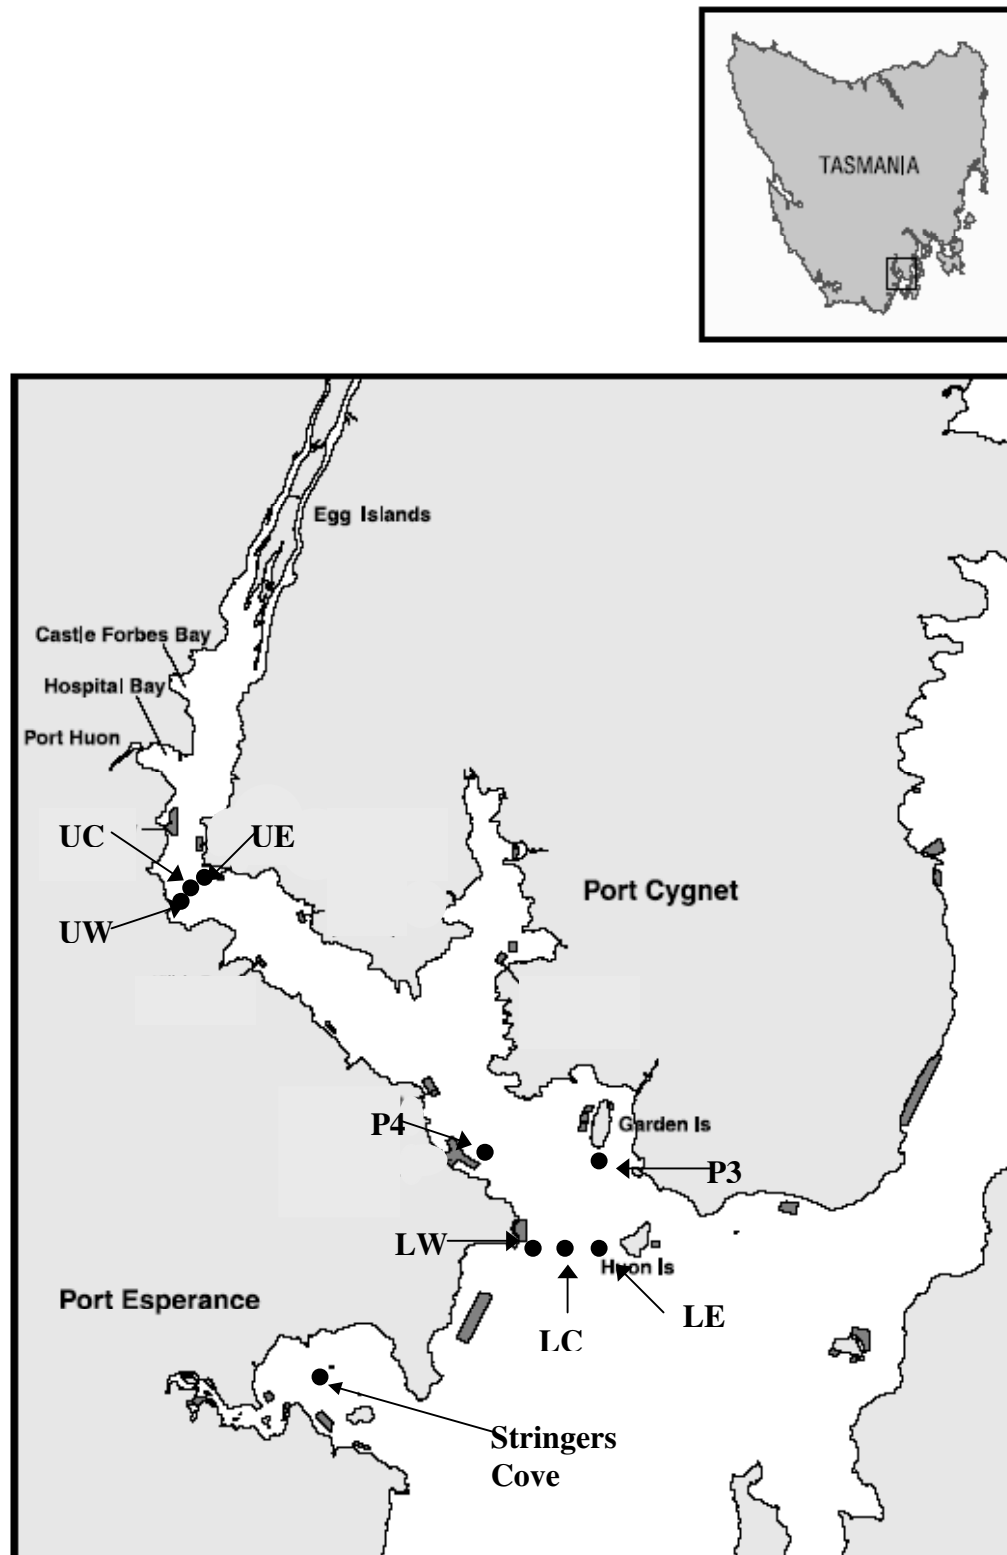 TASMANIA
Egg Islands
Castle Forbes Bay
Hospital Bay
Port Huon
UC
UE
UW
Port Cygnet
P4
Garden Is
P3
LW
Huon Is
LE
LC
Port Esperance
Stringers
Cove